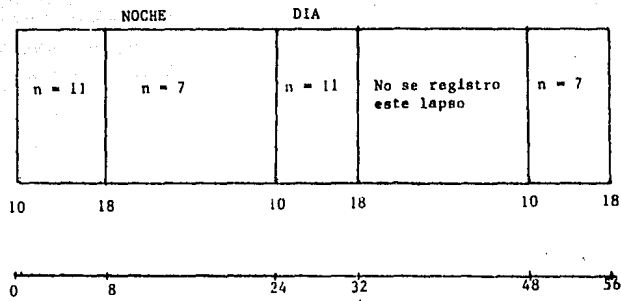 NOCHE DIA
n = 11 n = 7 n = 11 No se registro n = 7
este lapso
10 18 10 18 10 18
0 8 24 32 48 56